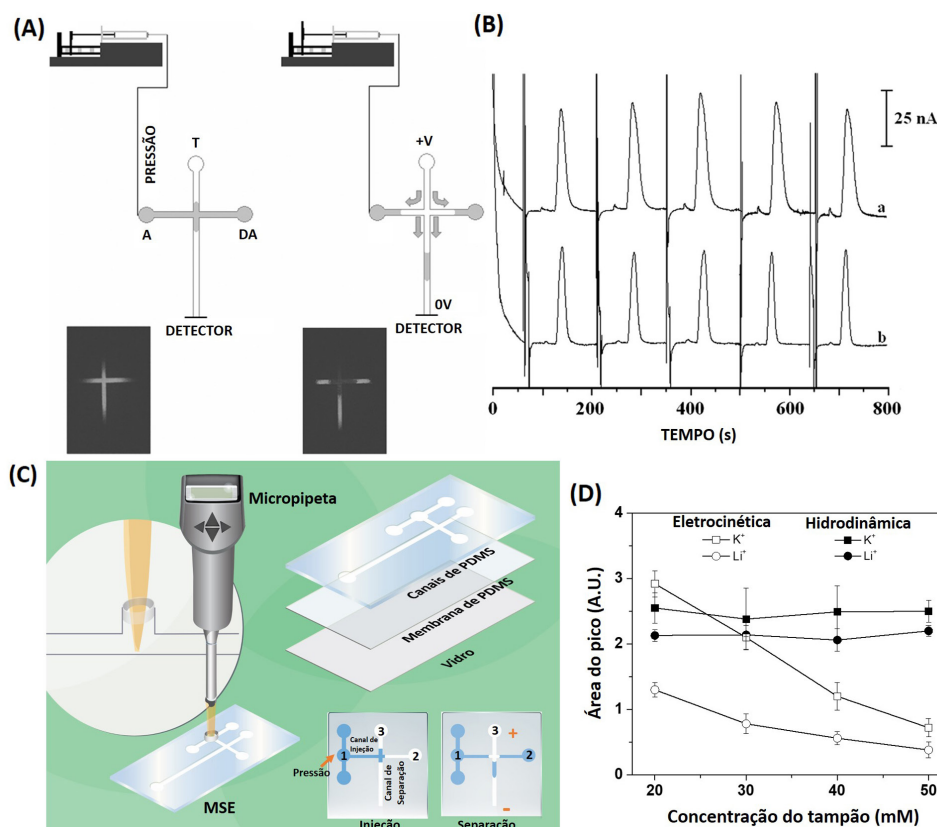 (A)
PRESSÃO
T
A
DA
DETECTOR
+V
0V
DETECTOR
(B)
25 nA
a
b
0
200
400
600
800
TEMPO (s)
(C)
Micropipeta
Canais de PDMS
Membrana de PDMS
Vidro
MSE
Pressão
Canal de
Injeção
1
2
3
Canal de
Separação
Injeção
1
2
3
+
-
Separação
(D)
Eletrocinética
K⁺
Li⁺
Hidrodinâmica
K⁺
Li⁺
Área do pico (A.U.)
4
3
2
1
0
20
30
40
50
Concentração do tampão (mM)